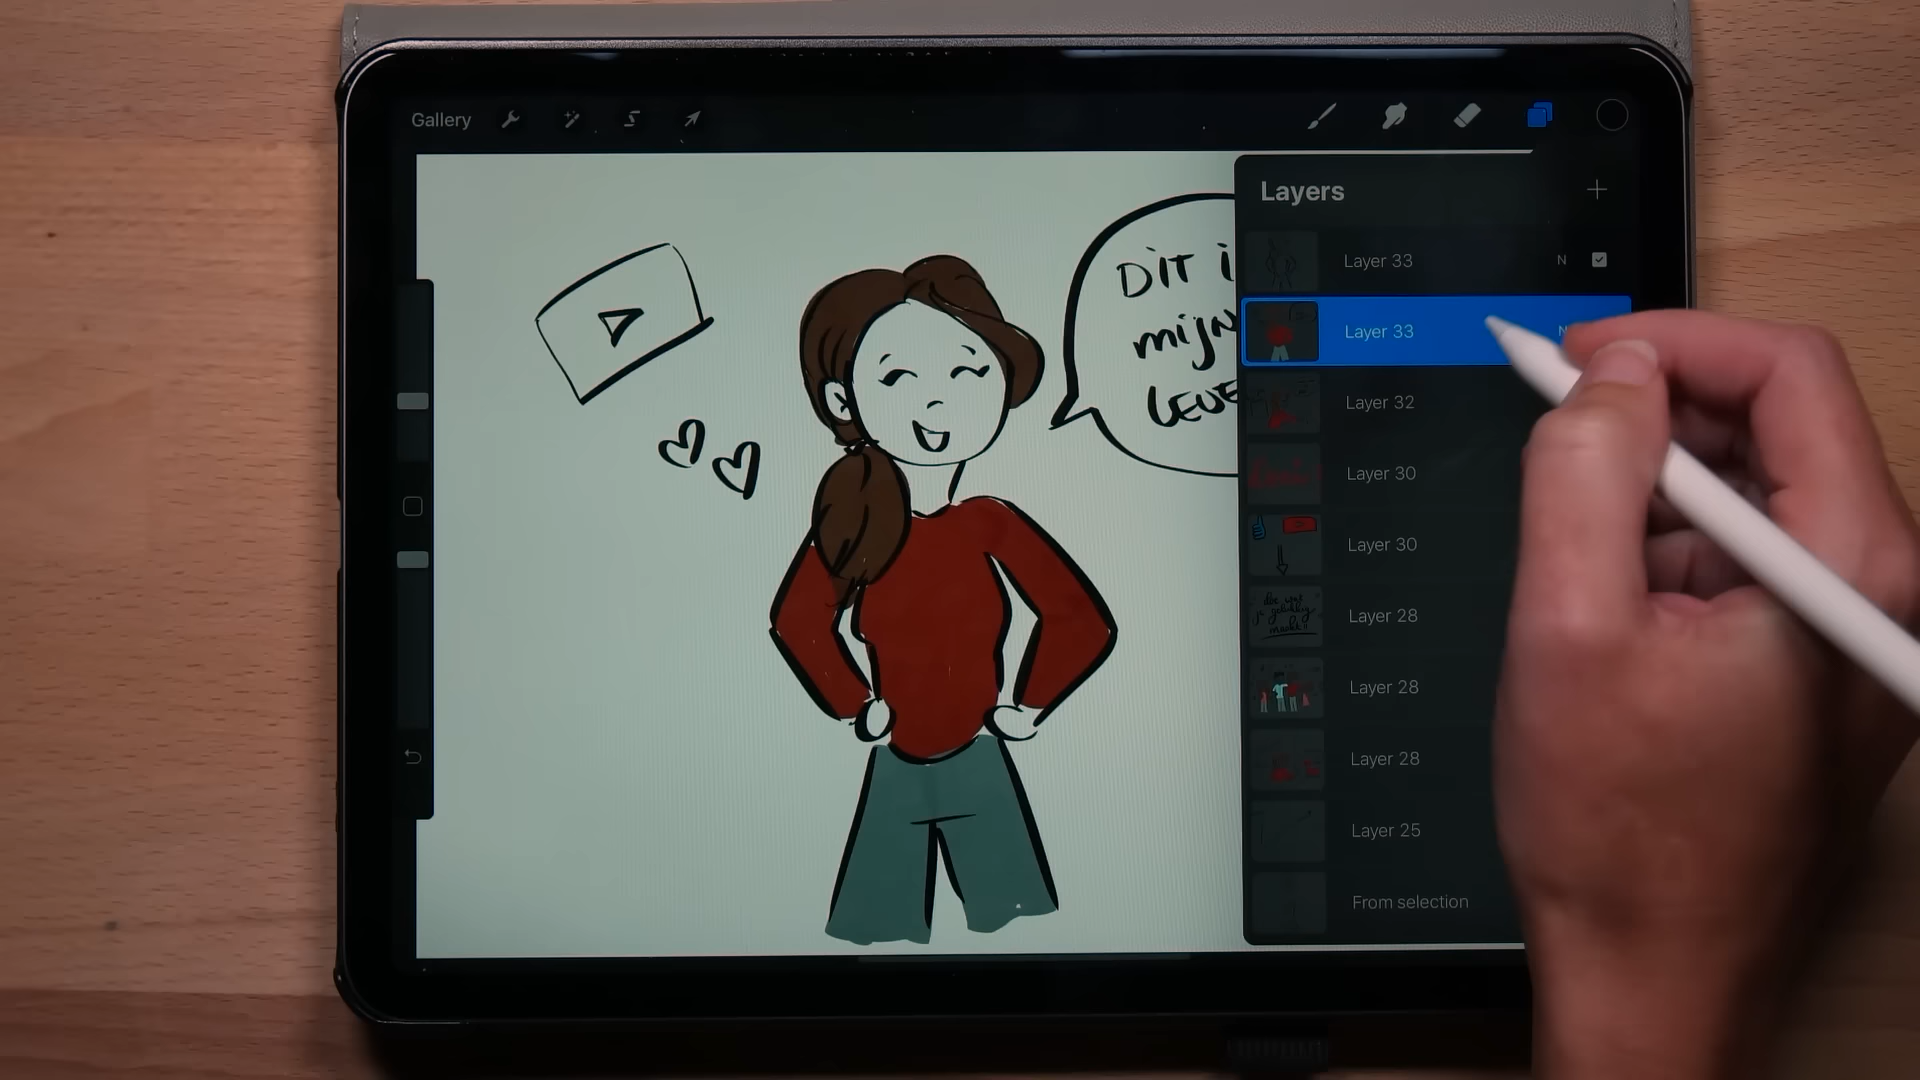 Gallery
Layers
Layer 33
N
Layer 33
Layer 32
Layer 30
Layer 30
Layer 28
Layer 28
Layer 28
Layer 25
From selection
Dit i
mijn